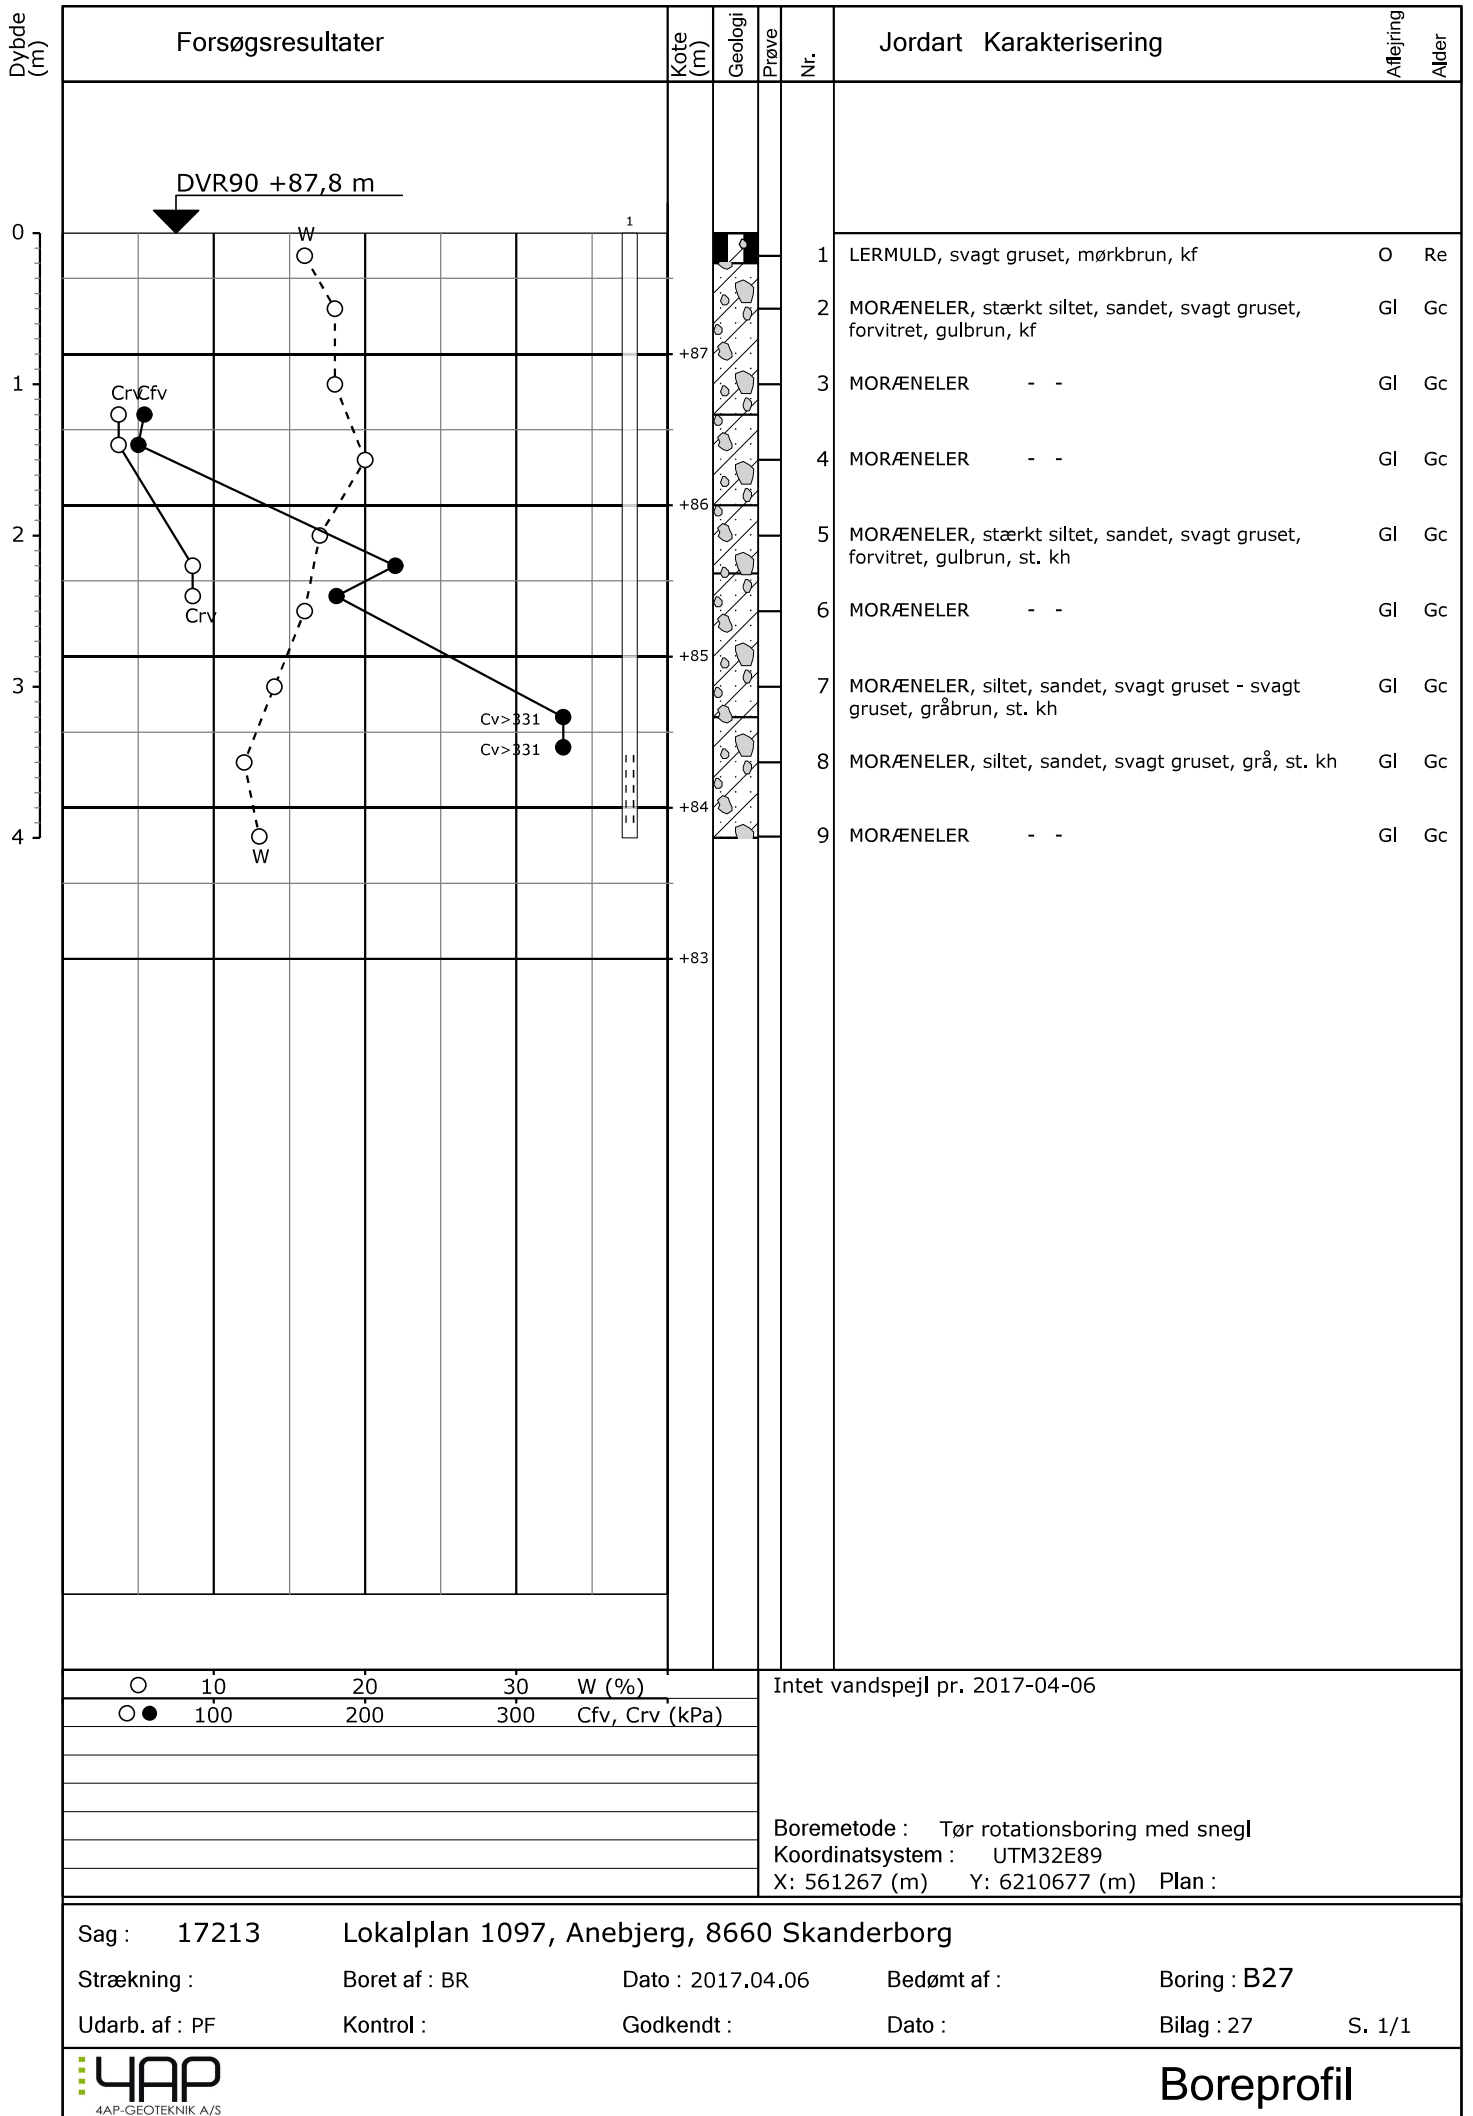 Dybde
(m)
Forsøgsresultater
Kote
(m)
Geologi
Prøve
Nr.
Jordart Karakterisering
Aflejring
Alder
DVR90 +87,8 m
0
W
1
1 LERMULD, svagt gruset, mørkbrun, kf O Re
2 MORÆNELER, stærkt siltet, sandet, svagt gruset, Gl Gc
forvitret, gulbrun, kf
+87
1
Crv Cfv
3 MORÆNELER - - Gl Gc
4 MORÆNELER - - Gl Gc
+86
2
5 MORÆNELER, stærkt siltet, sandet, svagt gruset, Gl Gc
forvitret, gulbrun, st. kh
Crv
6 MORÆNELER - - Gl Gc
+85
3
7 MORÆNELER, siltet, sandet, svagt gruset - svagt Gl Gc
gruset, gråbrun, st. kh
Cv>331
Cv>331
8 MORÆNELER, siltet, sandet, svagt gruset, grå, st. kh Gl Gc
+84
4
W
9 MORÆNELER - - Gl Gc
+83
10 20 30 W (%)
100 200 300 Cfv, Crv (kPa)
Intet vandspejl pr. 2017-04-06
Boremetode : Tør rotationsboring med snegl
Koordinatsystem : UTM32E89
X: 561267 (m) Y: 6210677 (m) Plan :
Sag : 17213 Lokalplan 1097, Anebjerg, 8660 Skanderborg
Strækning : Boret af : BR Dato : 2017.04.06 Bedømt af : Boring : B27
Udarb. af : PF Kontrol : Godkendt : Dato : Bilag : 27 S. 1/1
4AP
4AP-GEOTEKNIK A/S
Boreprofil